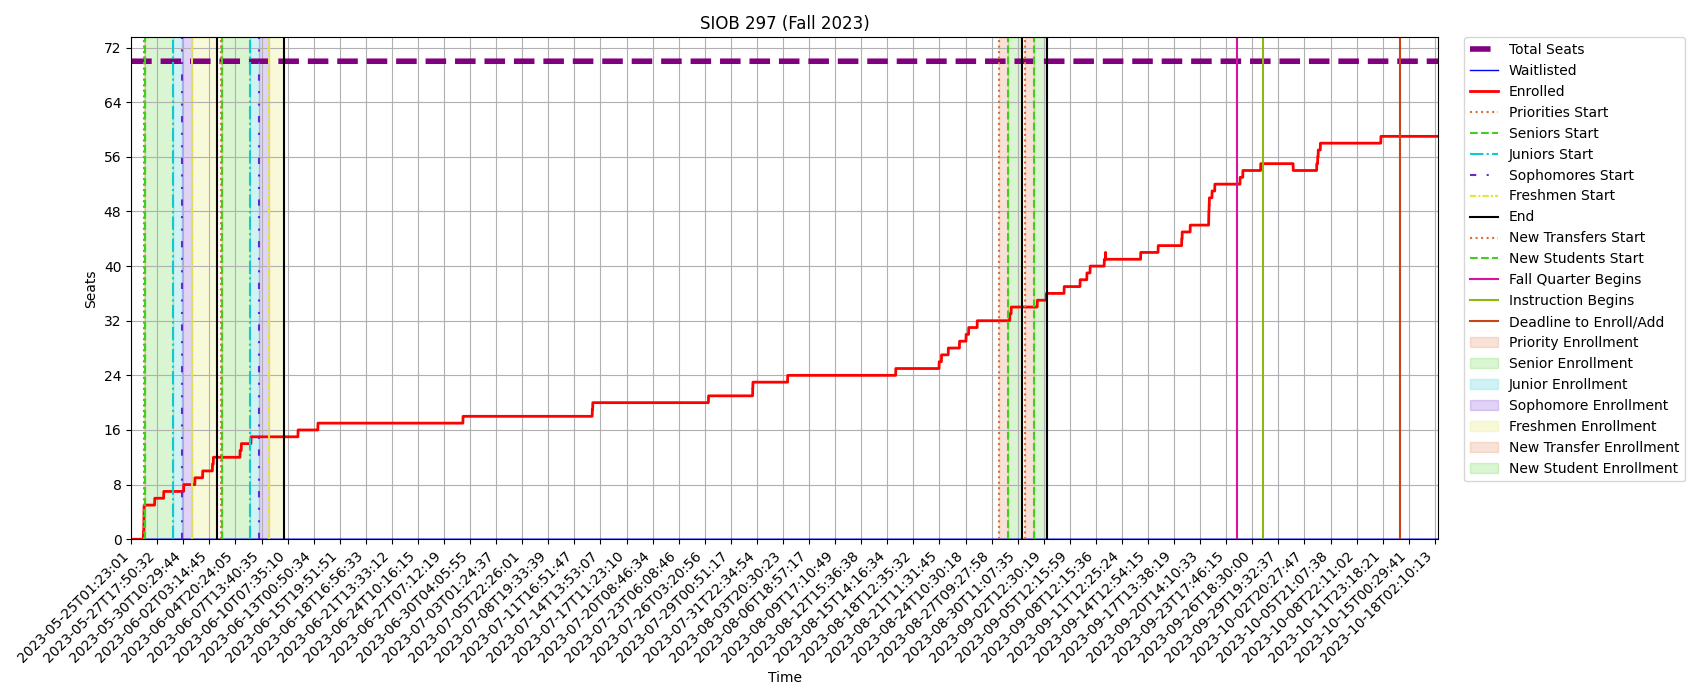 SIOB 297 (Fall 2023)
Seats
72
64
56
48
40
32
24
16
8
0
2023-05-25T01:23:01
2023-05-27T17:50:32
2023-05-30T10:29:44
2023-06-02T03:14:45
2023-06-04T20:24:05
2023-06-07T13:40:35
2023-06-10T07:35:10
2023-06-13T00:50:34
2023-06-15T19:51:51
2023-06-18T16:56:33
2023-06-21T13:33:12
2023-06-24T10:16:15
2023-06-27T07:12:19
2023-06-30T04:05:55
2023-07-03T01:24:37
2023-07-05T22:26:01
2023-07-08T19:33:39
2023-07-11T16:51:47
2023-07-14T13:53:07
2023-07-17T11:23:10
2023-07-20T08:46:34
2023-07-23T06:08:46
2023-07-26T03:20:56
2023-07-29T00:51:17
2023-07-31T22:34:54
2023-08-03T20:30:23
2023-08-06T18:57:17
2023-08-09T17:10:49
2023-08-12T15:36:38
2023-08-15T14:16:34
2023-08-18T12:35:32
2023-08-21T11:31:45
2023-08-24T10:30:18
2023-08-27T09:27:58
2023-08-30T11:07:35
2023-09-02T12:30:19
2023-09-05T12:15:59
2023-09-08T12:15:36
2023-09-11T12:25:24
2023-09-14T12:54:15
2023-09-17T13:38:19
2023-09-20T14:10:33
2023-09-23T17:46:15
2023-09-26T18:30:00
2023-09-29T19:32:37
2023-10-02T20:27:47
2023-10-05T21:07:38
2023-10-08T22:11:02
2023-10-11T23:18:21
2023-10-15T00:29:41
2023-10-18T02:10:13
Time
Total Seats
Waitlisted
Enrolled
Priorities Start
Seniors Start
Juniors Start
Sophomores Start
Freshmen Start
End
New Transfers Start
New Students Start
Fall Quarter Begins
Instruction Begins
Deadline to Enroll/Add
Priority Enrollment
Senior Enrollment
Junior Enrollment
Sophomore Enrollment
Freshmen Enrollment
New Transfer Enrollment
New Student Enrollment